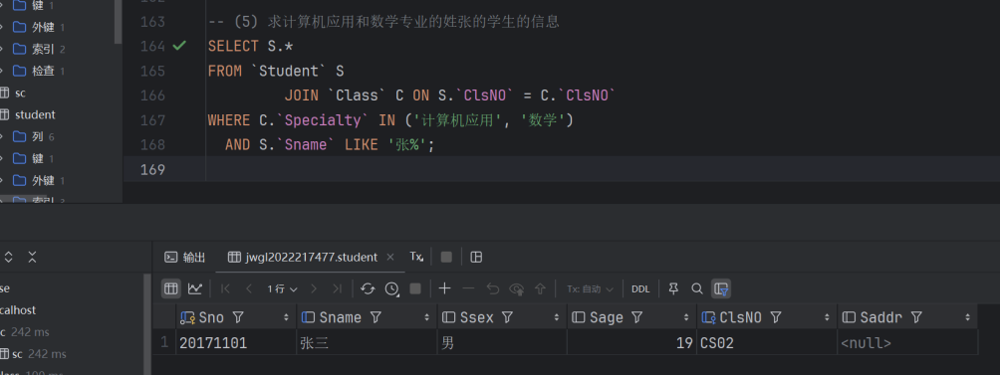 键 1
外键 1
索引 2
检查 1
sc
student
列 6
键 1
外键 1
163 -- (5) 求计算机应用和数学专业的姓张的学生的信息
164 SELECT S.*
165 FROM `Student` S
166 JOIN `Class` C ON S.`ClsNO` = C.`ClsNO`
167 WHERE C.`Specialty` IN ('计算机应用', '数学')
168 AND S.`Sname` LIKE '张%';
169
输出 jwgl2022217477.student Tx
1 行 Tx: 自动 DDL
se
calhost
c 242 ms
sc 242 ms
Sno Sname Ssex Sage ClsNO Saddr
1 20171101 张三 男 19 CS02 <null>